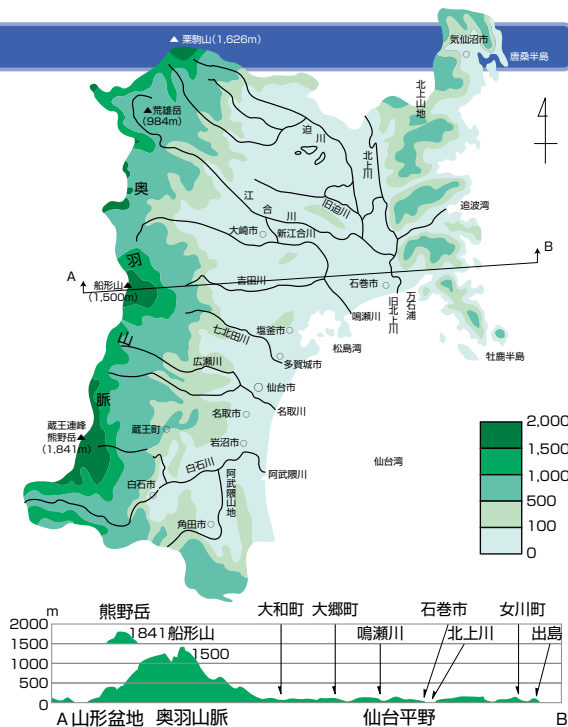 ▲ 栗駒山(1,626m)
気仙沼市
唐桑半島
北上山地
▲荒雄岳
(984m)
迫川
北上川
奥羽山脈
江合川
旧迫川
追波湾
大崎市
新江合川
A
B
船形山▲
(1,500m)
吉田川
石巻市
鳴瀬川
旧北上川
万石浦
七北田川
塩釜市
松島湾
牡鹿半島
広瀬川
多賀城市
仙台市
蔵王連峰
熊野岳▲
(1,841m)
蔵王町
名取市
名取川
岩沼市
仙台湾
白石川
阿武隈川
白石市
阿武隈山地
角田市
2,000
1,500
1,000
500
100
0
m
熊野岳
大和町
大郷町
石巻市
女川町
2000
1841
船形山
鳴瀬川
北上川
出島
1500
1500
1000
500
0
A
山形盆地
奥羽山脈
仙台平野
B